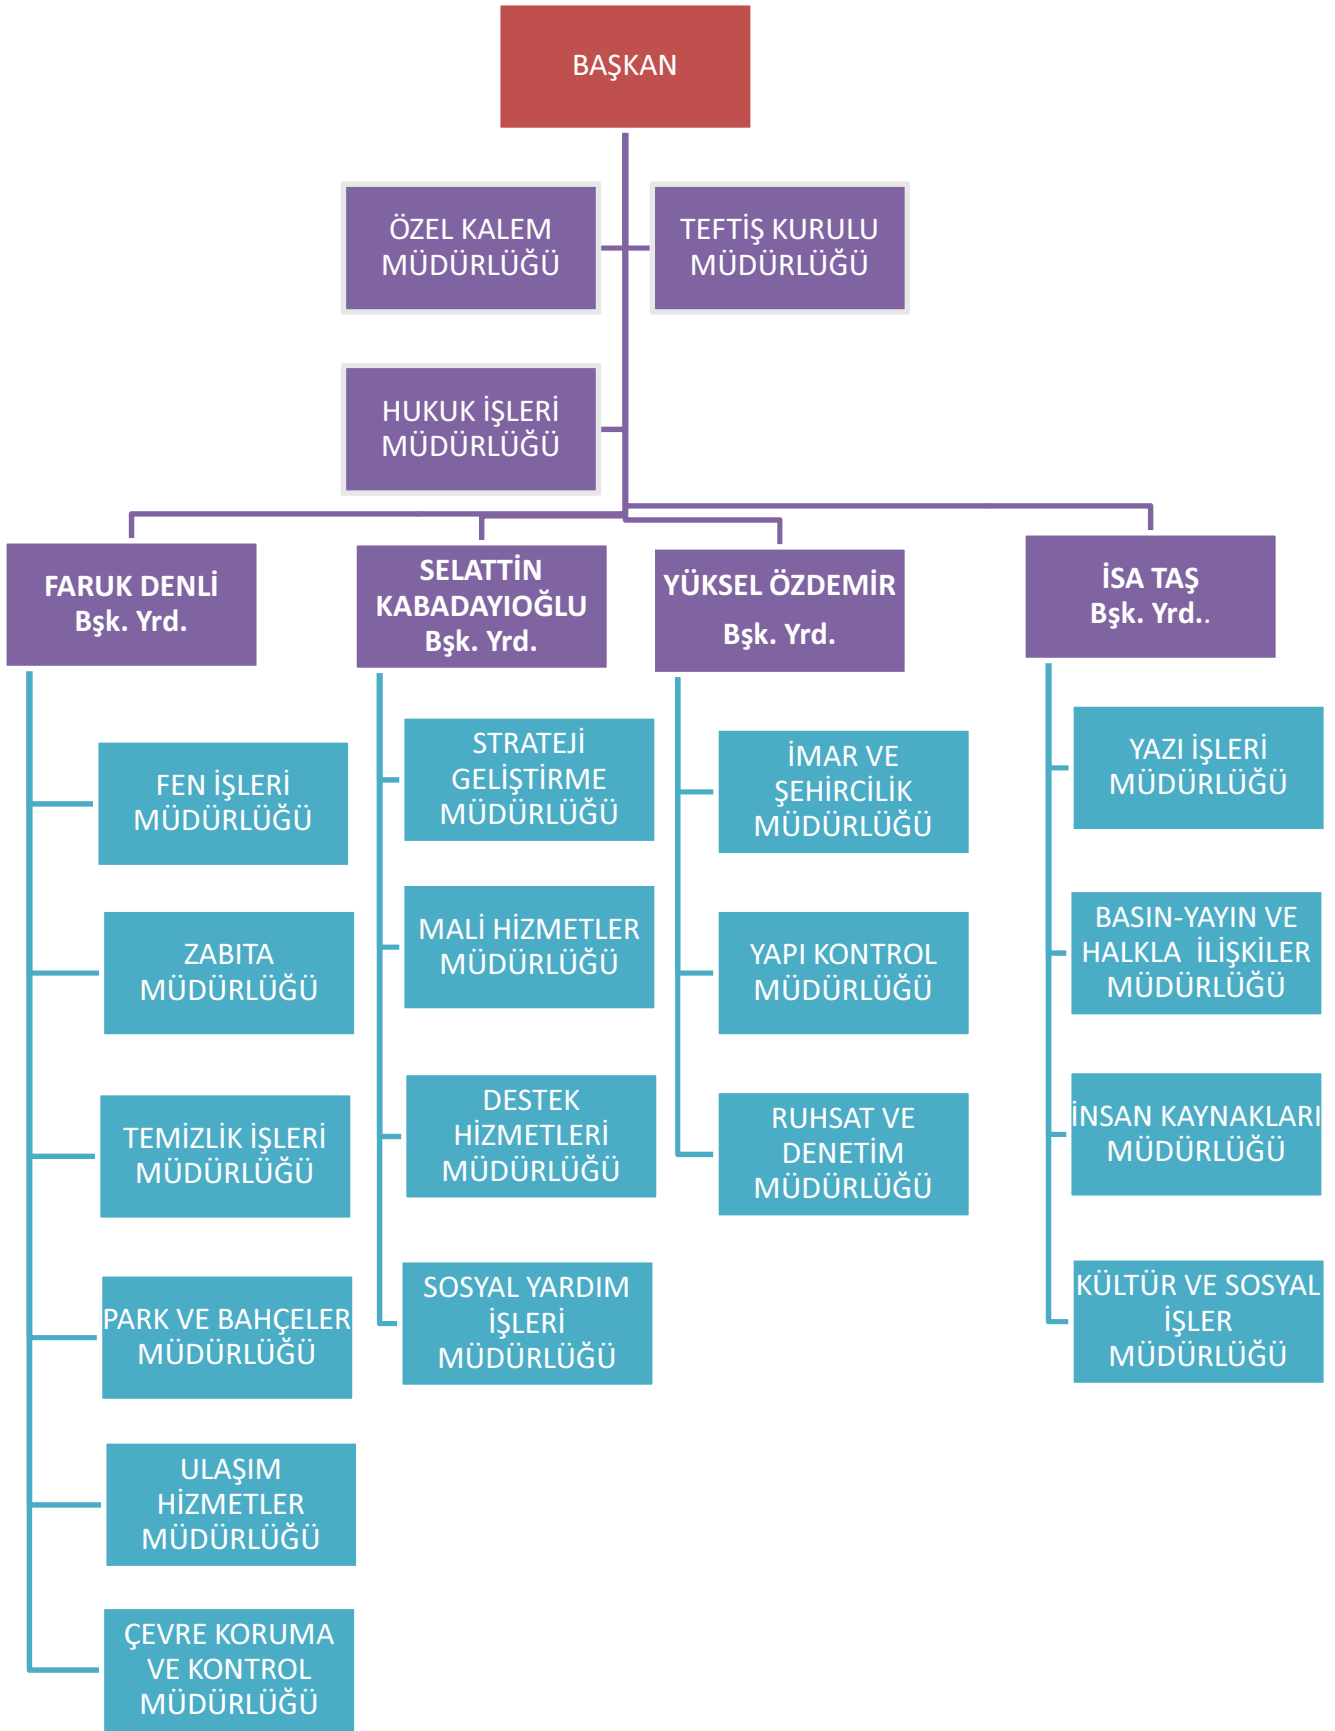 BAŞKAN
ÖZEL KALEM
MÜDÜRLÜĞÜ
TEFTİŞ KURULU
MÜDÜRLÜĞÜ
HUKUK İŞLERİ
MÜDÜRLÜĞÜ
FARUK DENLİ
Bşk. Yrd.
SELATTİN
KABADAYIOĞLU
Bşk. Yrd.
YÜKSEL ÖZDEMİR
Bşk. Yrd.
İSA TAŞ
Bşk. Yrd..
FEN İŞLERİ
MÜDÜRLÜĞÜ
ZABITA
MÜDÜRLÜĞÜ
TEMİZLİK İŞLERİ
MÜDÜRLÜĞÜ
PARK VE BAHÇELER
MÜDÜRLÜĞÜ
ULAŞIM
HİZMETLER
MÜDÜRLÜĞÜ
ÇEVRE KORUMA
VE KONTROL
MÜDÜRLÜĞÜ
STRATEJİ
GELİŞTİRME
MÜDÜRLÜĞÜ
MALİ HİZMETLER
MÜDÜRLÜĞÜ
DESTEK
HİZMETLERİ
MÜDÜRLÜĞÜ
SOSYAL YARDIM
İŞLERİ
MÜDÜRLÜĞÜ
İMAR VE
ŞEHİRCİLİK
MÜDÜRLÜĞÜ
YAPI KONTROL
MÜDÜRLÜĞÜ
RUHSAT VE
DENETİM
MÜDÜRLÜĞÜ
YAZI İŞLERİ
MÜDÜRLÜĞÜ
BASIN-YAYIN VE
HALKLA İLİŞKİLER
MÜDÜRLÜĞÜ
İNSAN KAYNAKLARI
MÜDÜRLÜĞÜ
KÜLTÜR VE SOSYAL
İŞLER
MÜDÜRLÜĞÜ